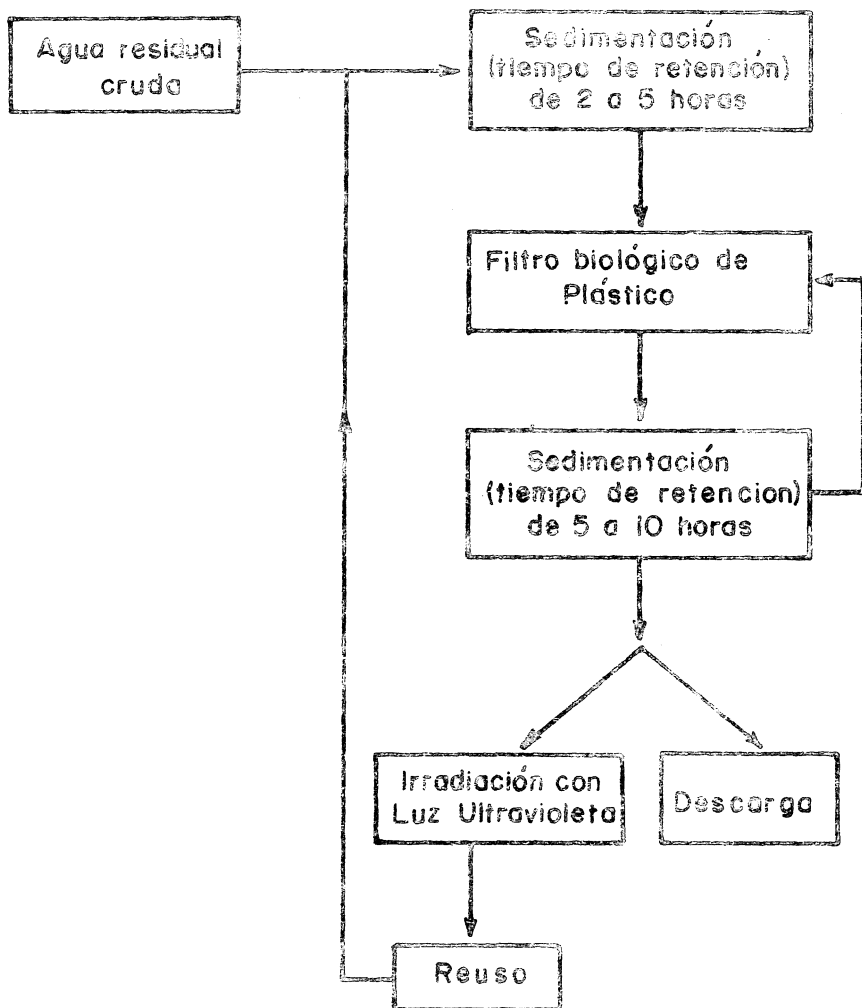 Agua residual
cruda
Sedimentación
(tiempo de retención)
de 2 a 5 horas
Filtro biológico de
Plástico
Sedimentación
(tiempo de retencion)
de 5 a 10 horas
Irradiación con
Luz Ultravioleta
Descarga
Reuso